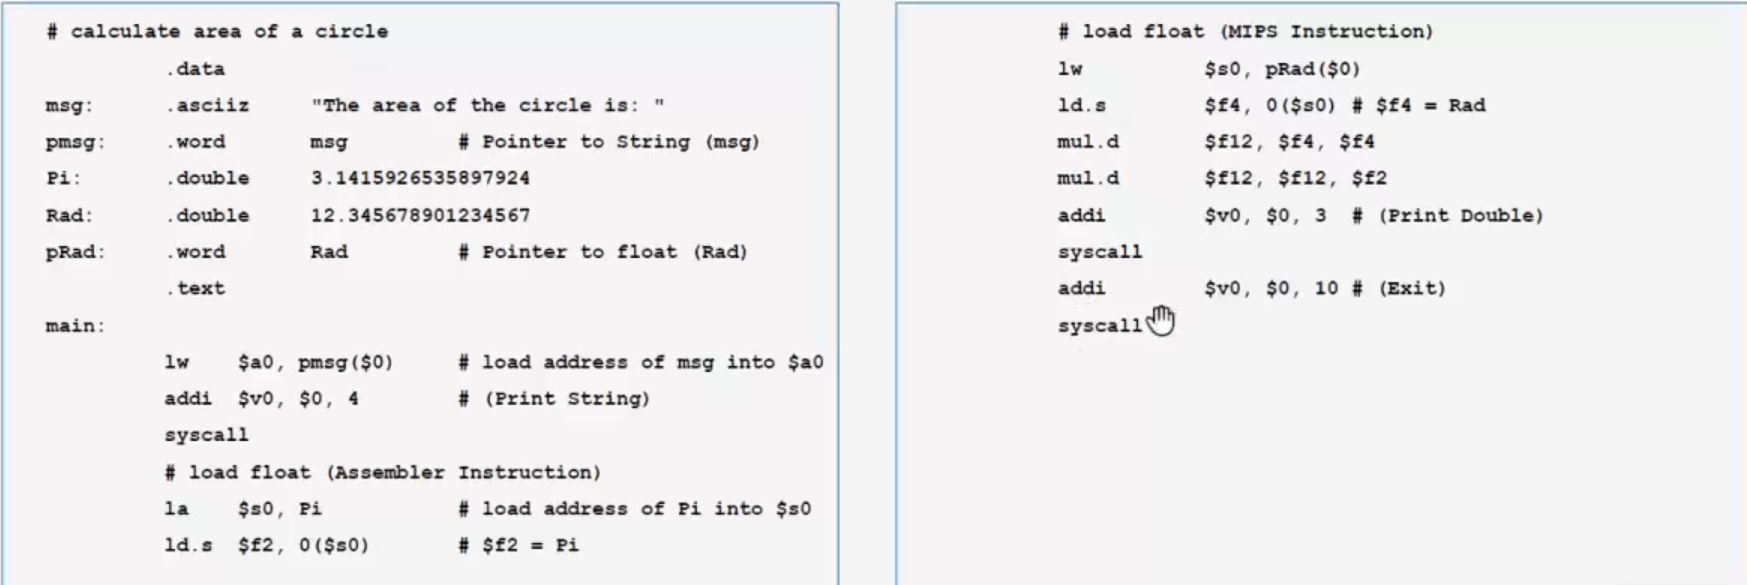 # calculate area of a circle
.data
msg: .asciiz "The area of the circle is: "
pmsg: .word msg # Pointer to String (msg)
Pi: .double 3.1415926535897924
Rad: .double 12.345678901234567
pRad: .word Rad # Pointer to float (Rad)
.text
main:
lw $a0, pmsg($0) # load address of msg into $a0
addi $v0, $0, 4 # (Print String)
syscall
# load float (Assembler Instruction)
la $s0, Pi # load address of Pi into $s0
ld.s $f2, 0($s0) # $f2 = Pi
# load float (MIPS Instruction)
lw $s0, pRad($0)
ld.s $f4, 0($s0) # $f4 = Rad
mul.d $f12, $f4, $f4
mul.d $f12, $f12, $f2
addi $v0, $0, 3 # (Print Double)
syscall
addi $v0, $0, 10 # (Exit)
syscall